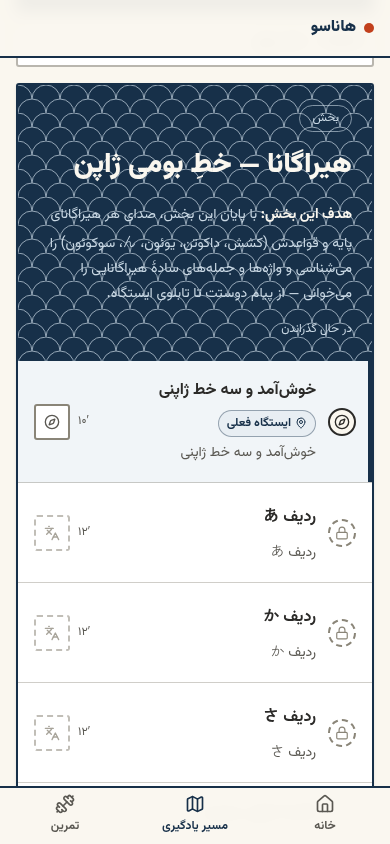 هاناسو
بخش
هیراگانا — خطِ بومی ژاپن
هدف این بخش: با پایان این بخش، صدای هر هیراگانای
پایه و قواعدش (کشش، داکوتن، یوئون، ん، سوکوئون) را
می‌شناسی و واژه‌ها و جمله‌های سادهٔ هیراگانایی را
می‌خوانی — از پیام دوستت تا تابلوی ایستگاه.
در حال گذراندن
خوش‌آمد و سه خط ژاپنی
ایستگاه فعلی
خوش‌آمد و سه خط ژاپنی
۱۰′
ردیف あ
ردیف あ
۱۲′
ردیف か
ردیف か
۱۲′
ردیف さ
ردیف さ
۱۲′
خانه
مسیر یادگیری
تمرین